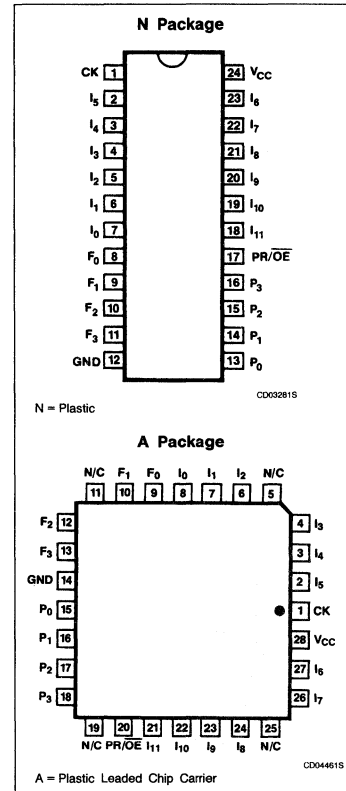 N Package
CK 1 24 VCC
I5 2 23 I6
I4 3 22 I7
I3 4 21 I8
I2 5 20 I9
I1 6 19 I10
I0 7 18 I11
F0 8 17 PR/OE
F1 9 16 P3
F2 10 15 P2
F3 11 14 P1
GND 12 13 P0
CD03281S
N = Plastic
A Package
N/C F1 F0 I0 I1 I2 N/C
11 10 9 8 7 6 5
F2 12 4 I3
F3 13 3 I4
GND 14 2 I5
P0 15 1 CK
P1 16 28 VCC
P2 17 27 I6
P3 18 26 I7
19 20 21 22 23 24 25
N/C PR/OE I11 I10 I9 I8 N/C
CD04461S
A = Plastic Leaded Chip Carrier